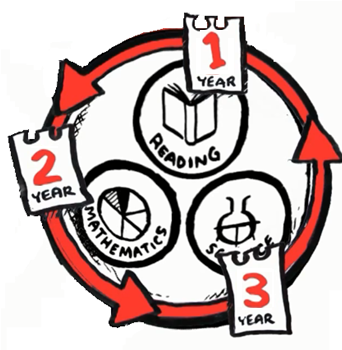 1
YEAR
READING
2
YEAR
MATHEMATICS
3
YEAR